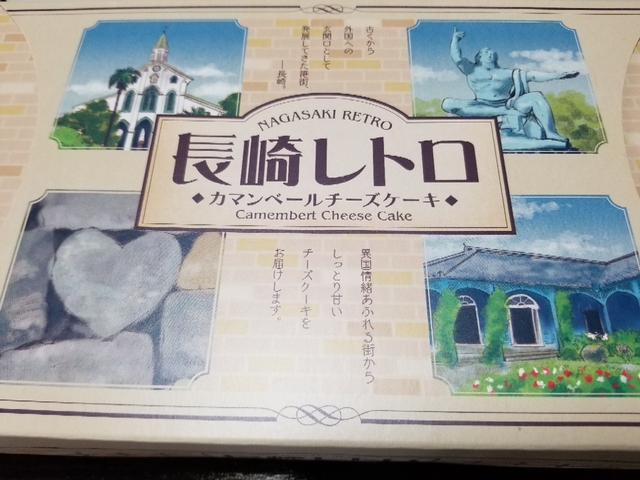 古くから
外国への
玄関口として
発展してきた港街、
―長崎。
NAGASAKI RETRO
長崎レトロ
◆カマンベールチーズケーキ◆
Camembert Cheese Cake
異国情緒あふれる街から
しっとり甘い
チーズケーキを
お届けします。